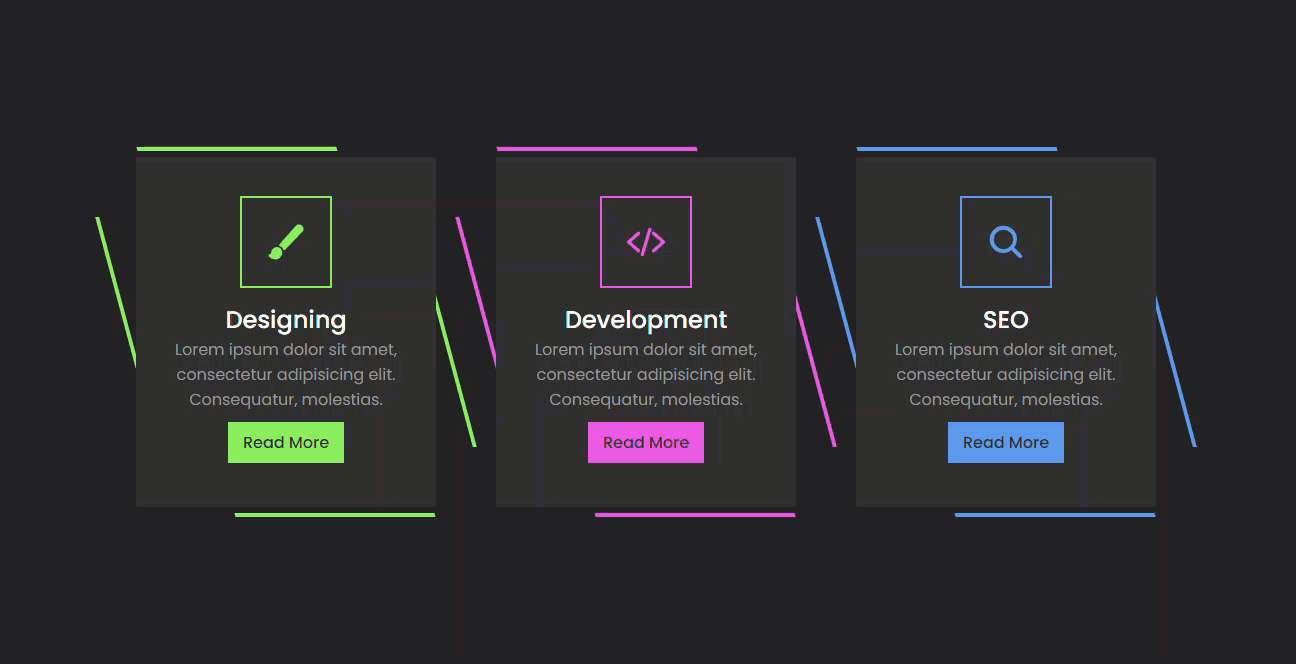 Designing
Lorem ipsum dolor sit amet,
consectetur adipisicing elit.
Consequatur, molestias.
Read More
Development
Lorem ipsum dolor sit amet,
consectetur adipisicing elit.
Consequatur, molestias.
Read More
SEO
Lorem ipsum dolor sit amet,
consectetur adipisicing elit.
Consequatur, molestias.
Read More